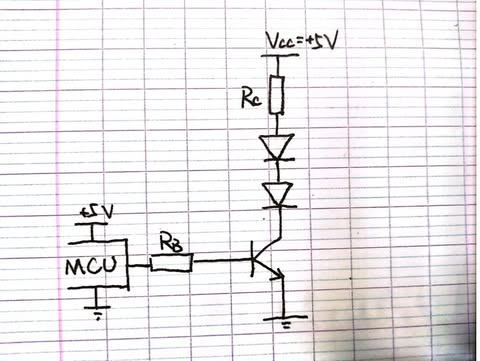 Vcc=+5V
Rc
+5V
RB
MCU